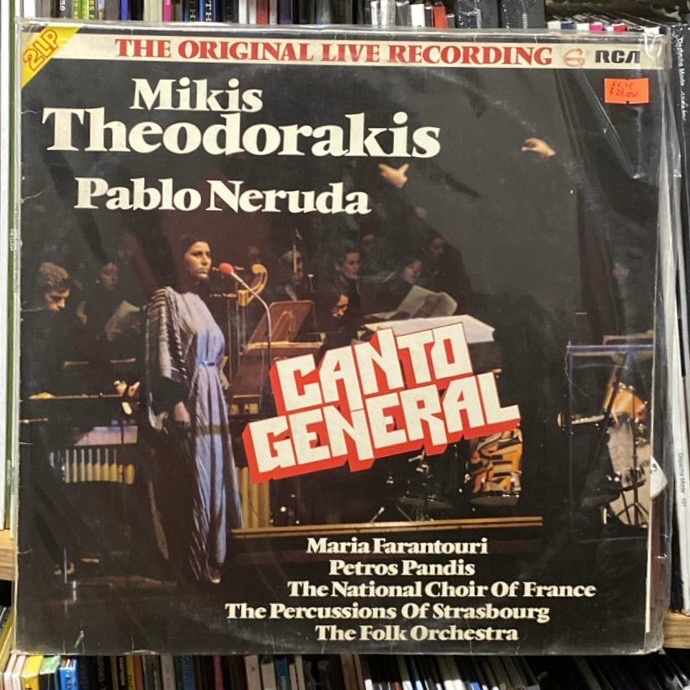 2LP
THE ORIGINAL LIVE RECORDING RCA
Mikis
Theodorakis
Pablo Neruda
CANTO
GENERAL
Maria Farantouri
Petros Pandis
The National Choir Of France
The Percussions Of Strasbourg
The Folk Orchestra